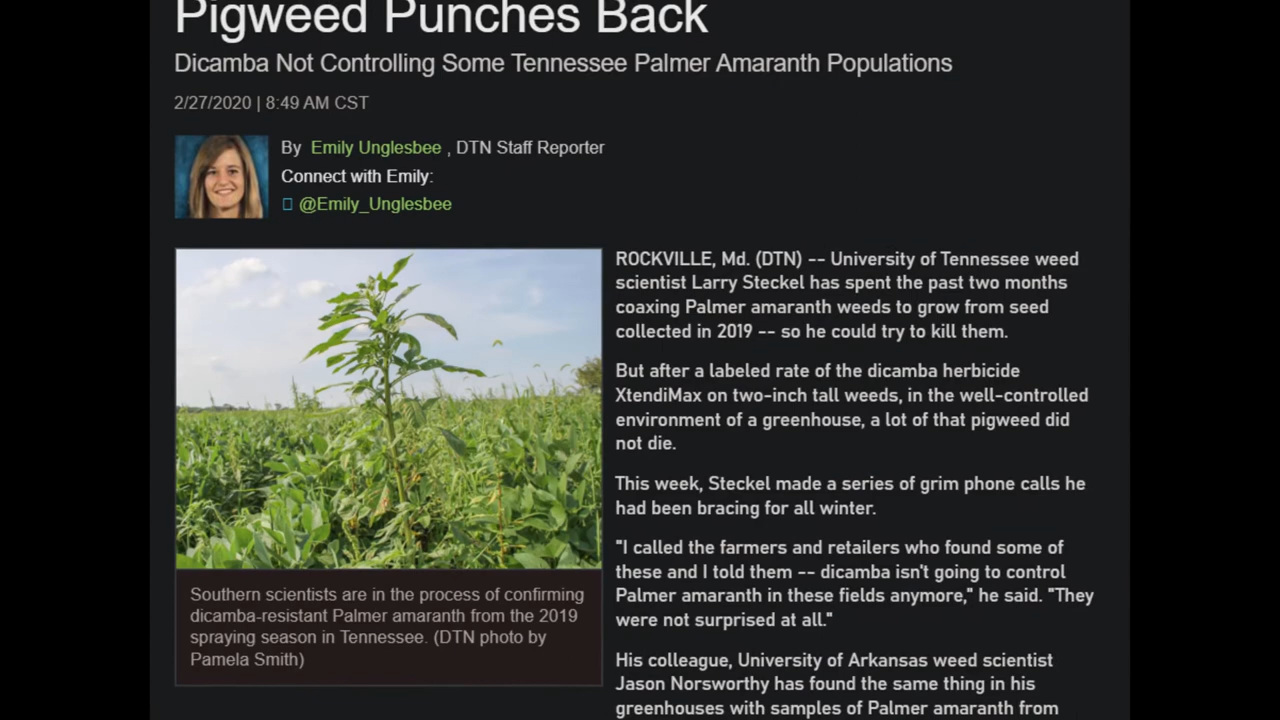 Pigweed Punches Back
Dicamba Not Controlling Some Tennessee Palmer Amaranth Populations
2/27/2020 | 8:49 AM CST
By Emily Unglesbee , DTN Staff Reporter
Connect with Emily:
@Emily_Unglesbee
Southern scientists are in the process of confirming
dicamba-resistant Palmer amaranth from the 2019
spraying season in Tennessee. (DTN photo by
Pamela Smith)
ROCKVILLE, Md. (DTN) -- University of Tennessee weed
scientist Larry Steckel has spent the past two months
coaxing Palmer amaranth weeds to grow from seed
collected in 2019 -- so he could try to kill them.
But after a labeled rate of the dicamba herbicide
XtendiMax on two-inch tall weeds, in the well-controlled
environment of a greenhouse, a lot of that pigweed did
not die.
This week, Steckel made a series of grim phone calls he
had been bracing for all winter.
"I called the farmers and retailers who found some of
these and I told them -- dicamba isn't going to control
Palmer amaranth in these fields anymore," he said. "They
were not surprised at all."
His colleague, University of Arkansas weed scientist
Jason Norsworthy has found the same thing in his
greenhouses with samples of Palmer amaranth from